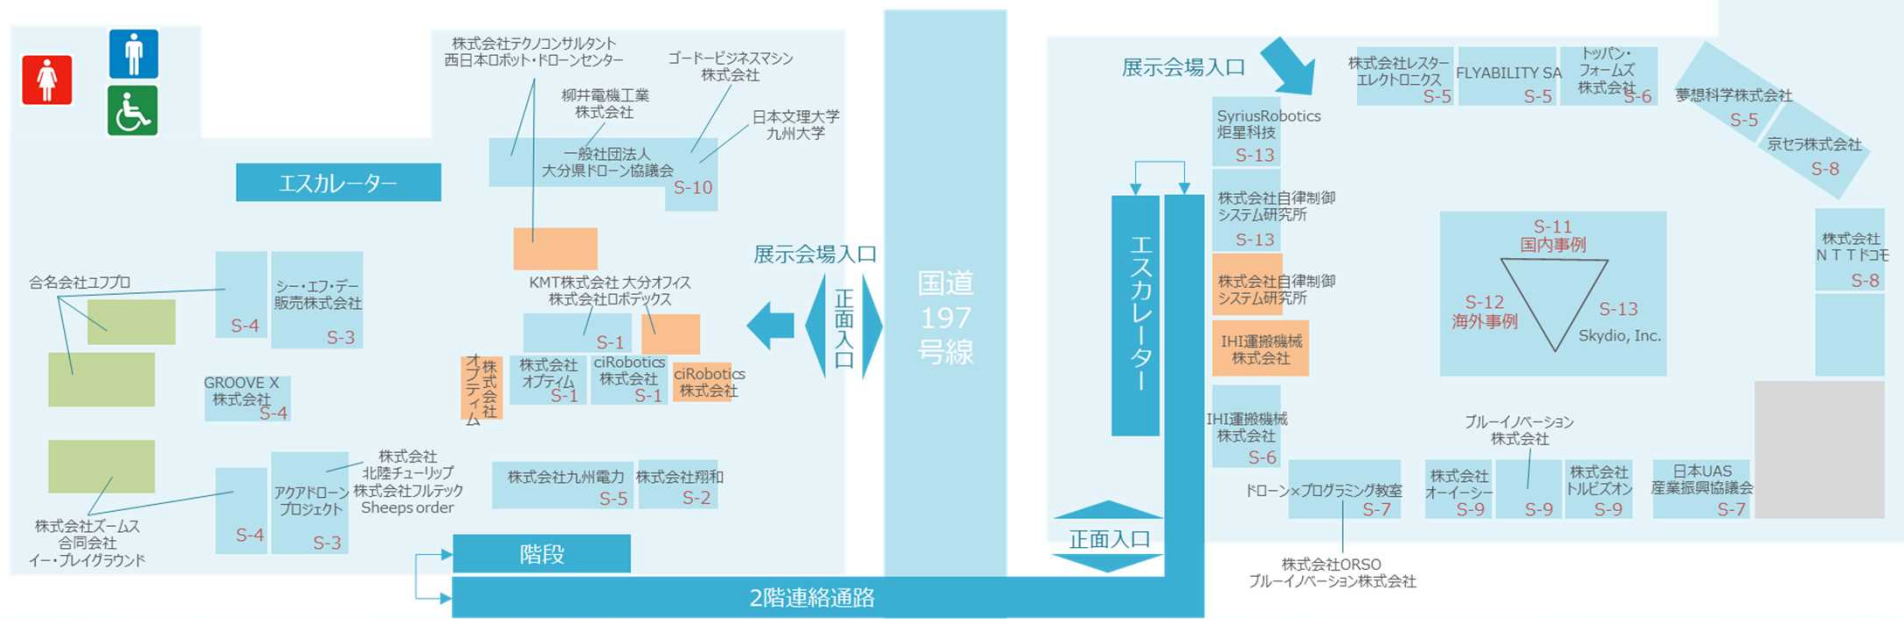 株式会社テクノコンサルタント
西日本ロボット・ドローンセンター
ゴードービジネスマシン
株式会社
柳井電機工業
株式会社
日本文理大学
九州大学
一般社団法人
大分県ドローン協議会
S-10
エスカレーター
展示会場入口
正面入口
合名会社ユフプロ
S-4
シー・エフ・デー
販売株式会社
S-3
KMT株式会社 大分オフィス
株式会社ロボデックス
S-1
株式会社
オプティム
株式会社
オプティム
S-1
ciRobotics
株式会社
S-1
ciRobotics
株式会社
GROOVE X
株式会社
S-4
株式会社
北陸チューリップ
株式会社フルテック
Sheeps order
アクアドローン
プロジェクト
S-3
S-4
株式会社ズームス
合同会社
イー・プレイグラウンド
株式会社九州電力
S-5
株式会社翔和
S-2
階段
2階連絡通路
国道
197
号線
展示会場入口
エスカレーター
正面入口
SyriusRobotics
炬星科技
S-13
株式会社自律制御
システム研究所
S-13
株式会社自律制御
システム研究所
IHI運搬機械
株式会社
IHI運搬機械
株式会社
S-6
株式会社レスター
エレクトロニクス
S-5
FLYABILITY SA
S-5
トッパン・
フォームズ
株式会社
S-6
夢想科学株式会社
S-5
京セラ株式会社
S-8
株式会社
NTTドコモ
S-8
S-11
国内事例
S-12
海外事例
S-13
Skydio, Inc.
ドローン×プログラミング教室
S-7
株式会社ORSO
ブルーイノベーション株式会社
株式会社
オーイーシー
S-9
ブルーイノベーション
株式会社
S-9
株式会社
トルビズオン
S-9
日本UAS
産業振興協議会
S-7